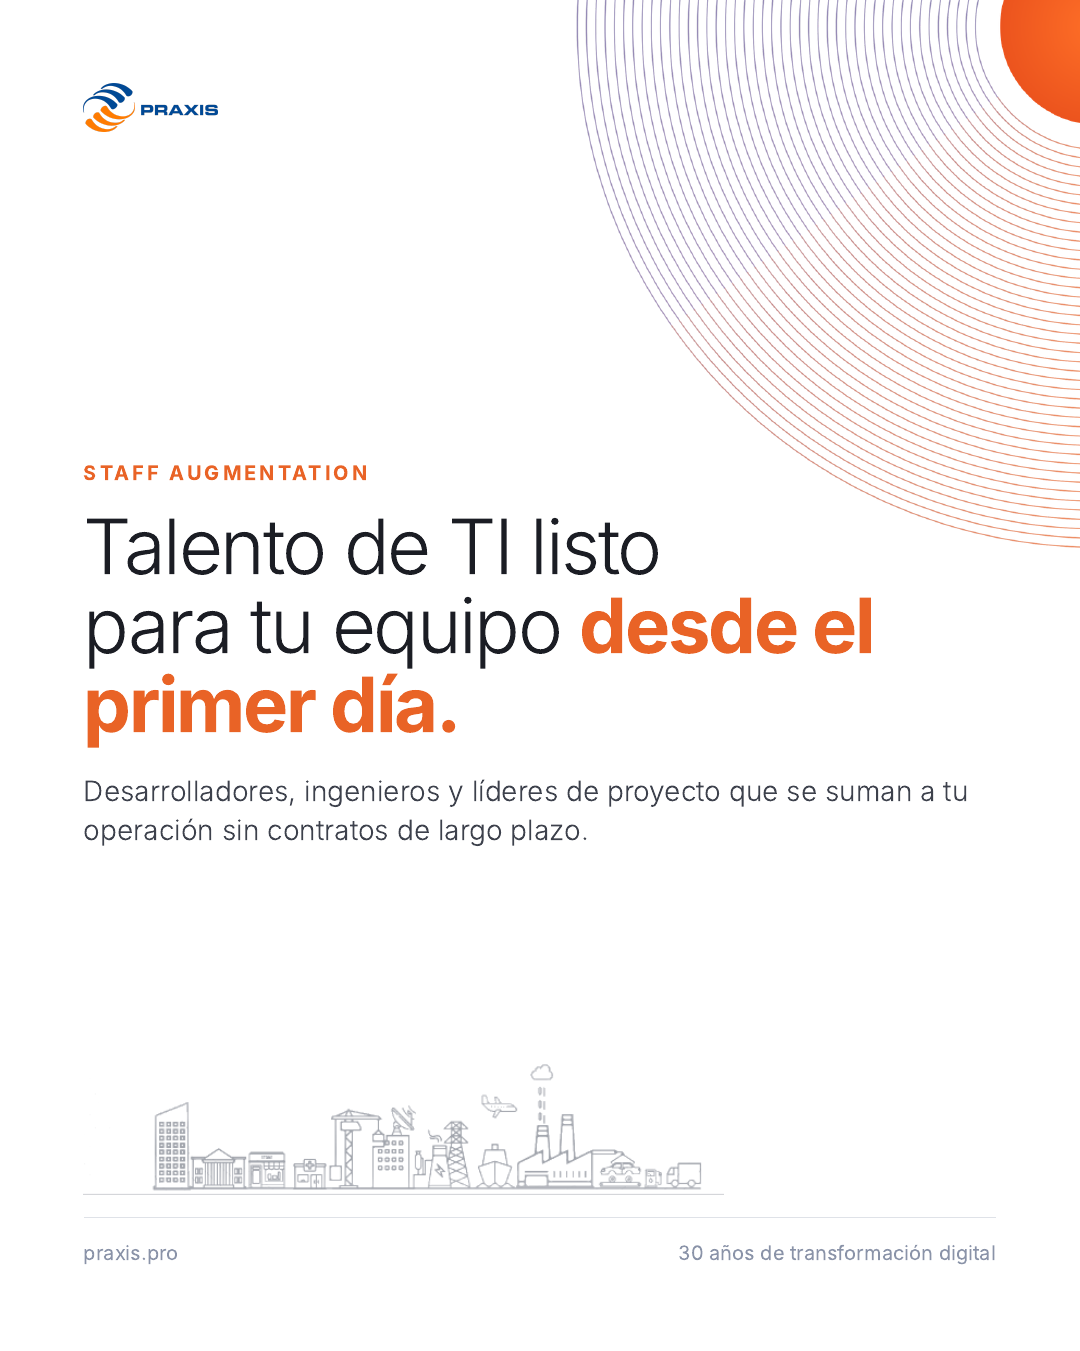 PRAXIS
STAFF AUGMENTATION
Talento de TI listo
para tu equipo desde el
primer día.
Desarrolladores, ingenieros y líderes de proyecto que se suman a tu
operación sin contratos de largo plazo.
praxis.pro
30 años de transformación digital